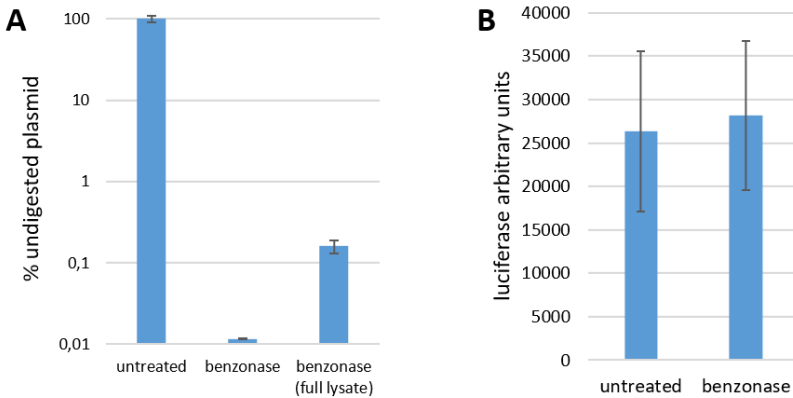 A
% undigested plasmid
100
10
1
0,1
0,01
untreated
benzonase
benzonase
(full lysate)
B
luciferase arbitrary units
40000
35000
30000
25000
20000
15000
10000
5000
0
untreated
benzonase